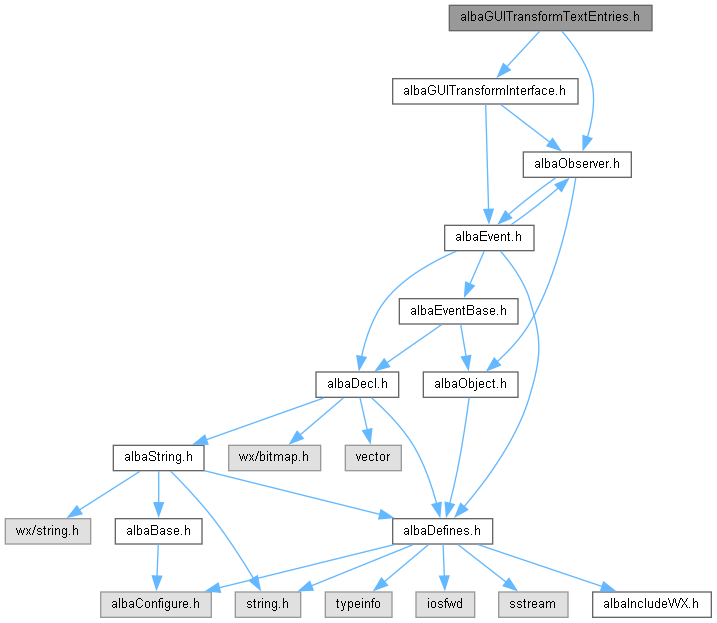 albaGUITransformTextEntries.h
albaGUITransformInterface.h
albaObserver.h
albaEvent.h
albaEventBase.h
albaDecl.h
albaObject.h
albaString.h
wx/bitmap.h
vector
wx/string.h
albaBase.h
albaDefines.h
albaConfigure.h
string.h
typeinfo
iosfwd
sstream
albaIncludeWX.h